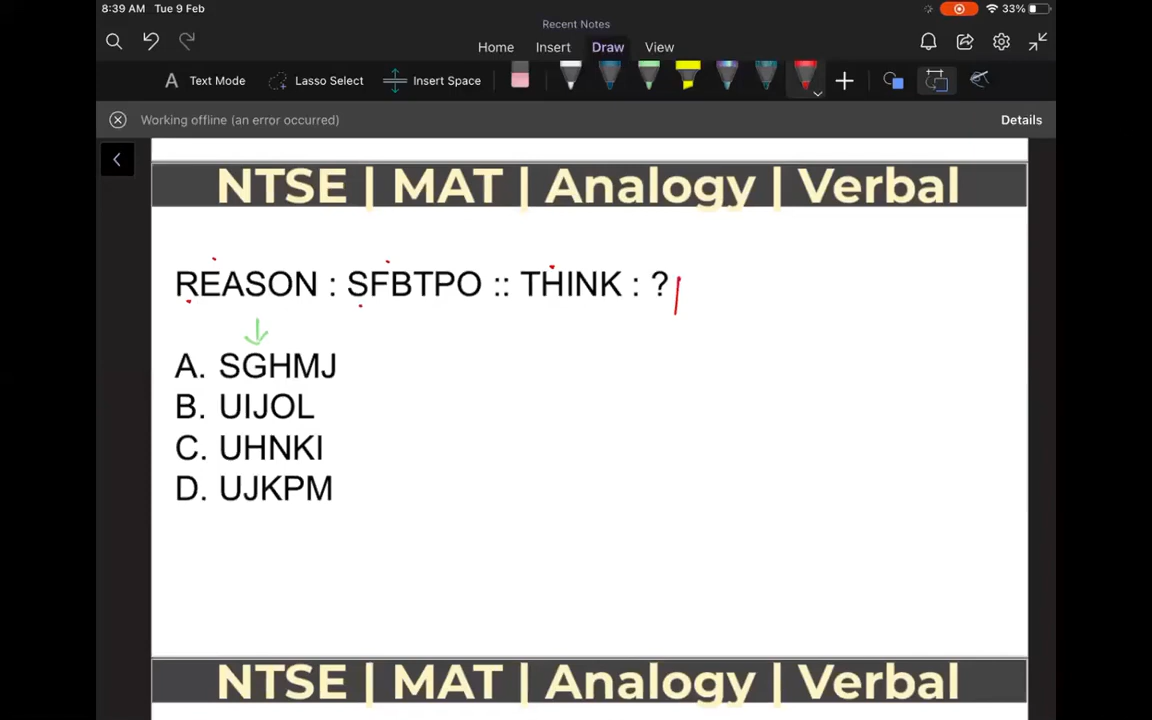 8:39 AM Tue 9 Feb
33%
Recent Notes
Home Insert Draw View
Text Mode Lasso Select Insert Space
Working offline (an error occurred) Details
NTSE | MAT | Analogy | Verbal
REASON : SFBTPO :: THINK : ?
A. SGHMJ
B. UIJOL
C. UHNKI
D. UJKPM
NTSE | MAT | Analogy | Verbal